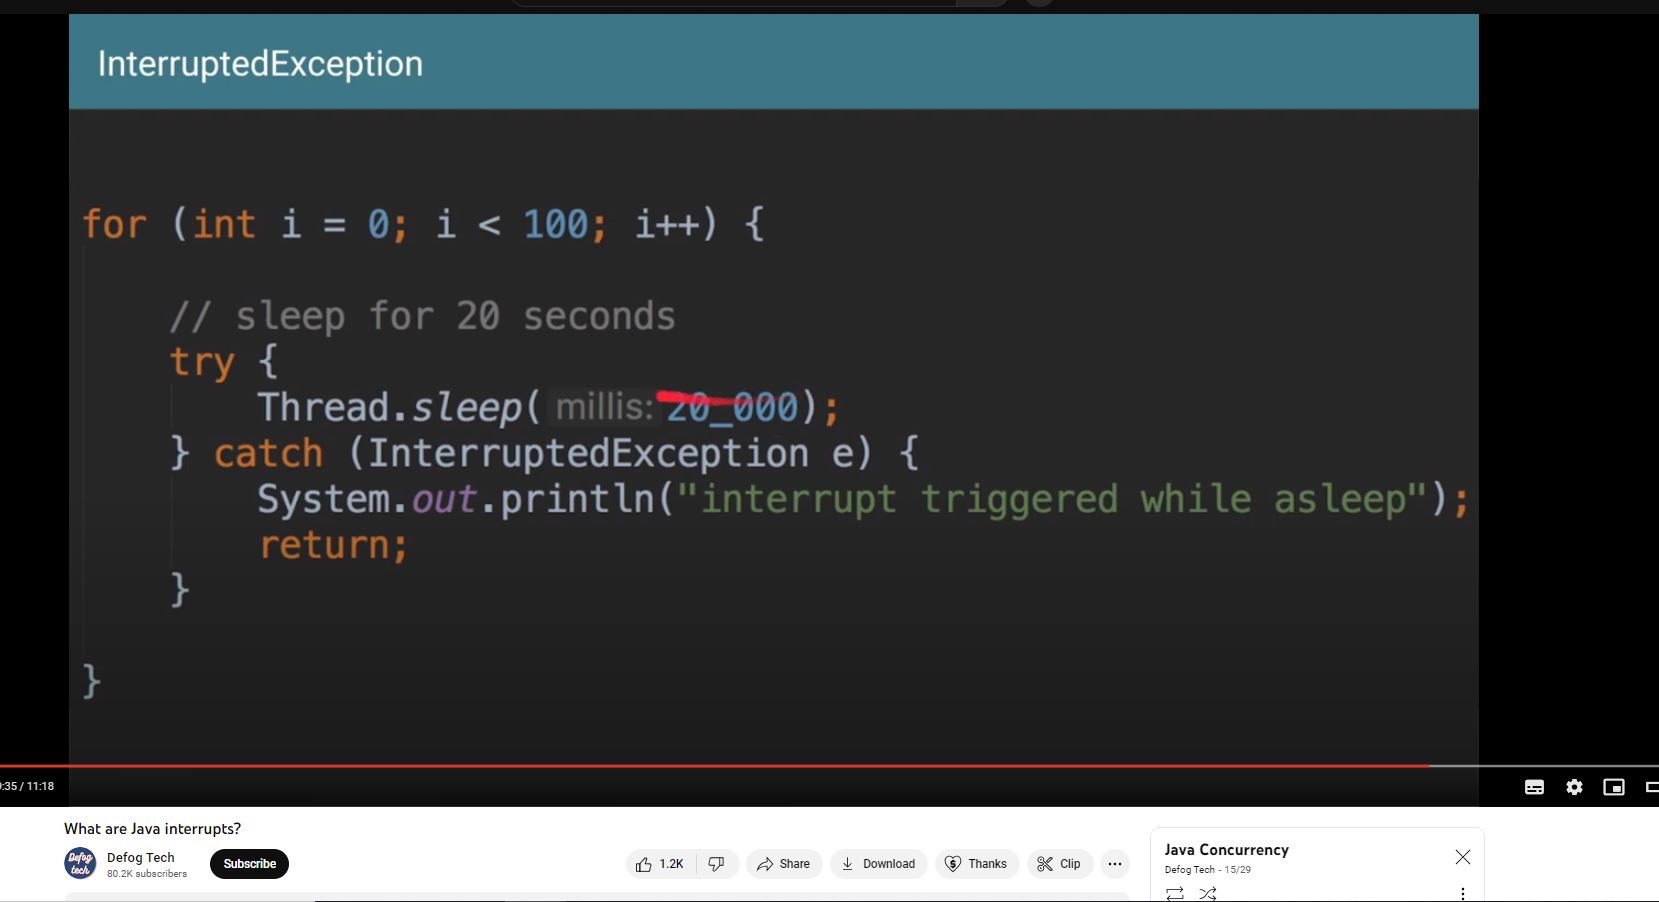 InterruptedException
for (int i = 0; i < 100; i++) {
// sleep for 20 seconds
try {
Thread.sleep( millis: 20_000);
} catch (InterruptedException e) {
System.out.println("interrupt triggered while asleep");
return;
}
}
:35 / 11:18
What are Java interrupts?
Defog tech
Defog Tech
80.2K subscribers
Subscribe
1.2K
Share
Download
Thanks
Clip
Java Concurrency
Defog Tech - 15/29